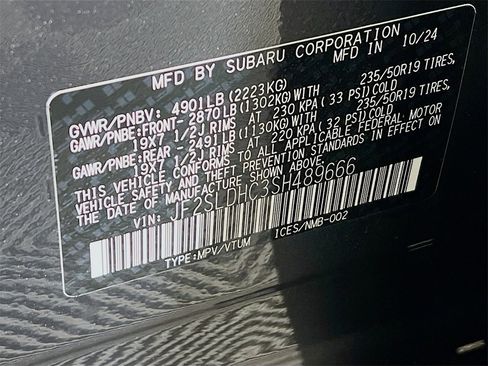 MFD BY SUBARU CORPORATION
MFD IN 10/24
GVWR/PNBV: 4901LB(2223KG)
GAWR/PNBE:FRONT-2870LB(1302KG)WITH 235/50R19 TIRES,
19X7 1/2J RIMS AT 230 KPA(33 PSI)COLD
GAWR/PNBE:REAR -2491LB(1130KG)WITH 235/50R19 TIRES,
19X7 1/2J RIMS AT 220 KPA(32 PSI)COLD
THIS VEHICLE CONFORMS TO ALL APPLICABLE FEDERAL MOTOR
VEHICLE SAFETY AND THEFT PREVENTION STANDARDS IN EFFECT ON
THE DATE OF MANUFACTURE SHOWN ABOVE.
VIN: JF2SLDHC3SH489666
TYPE:MPV/VTUM ICES/NMB-002